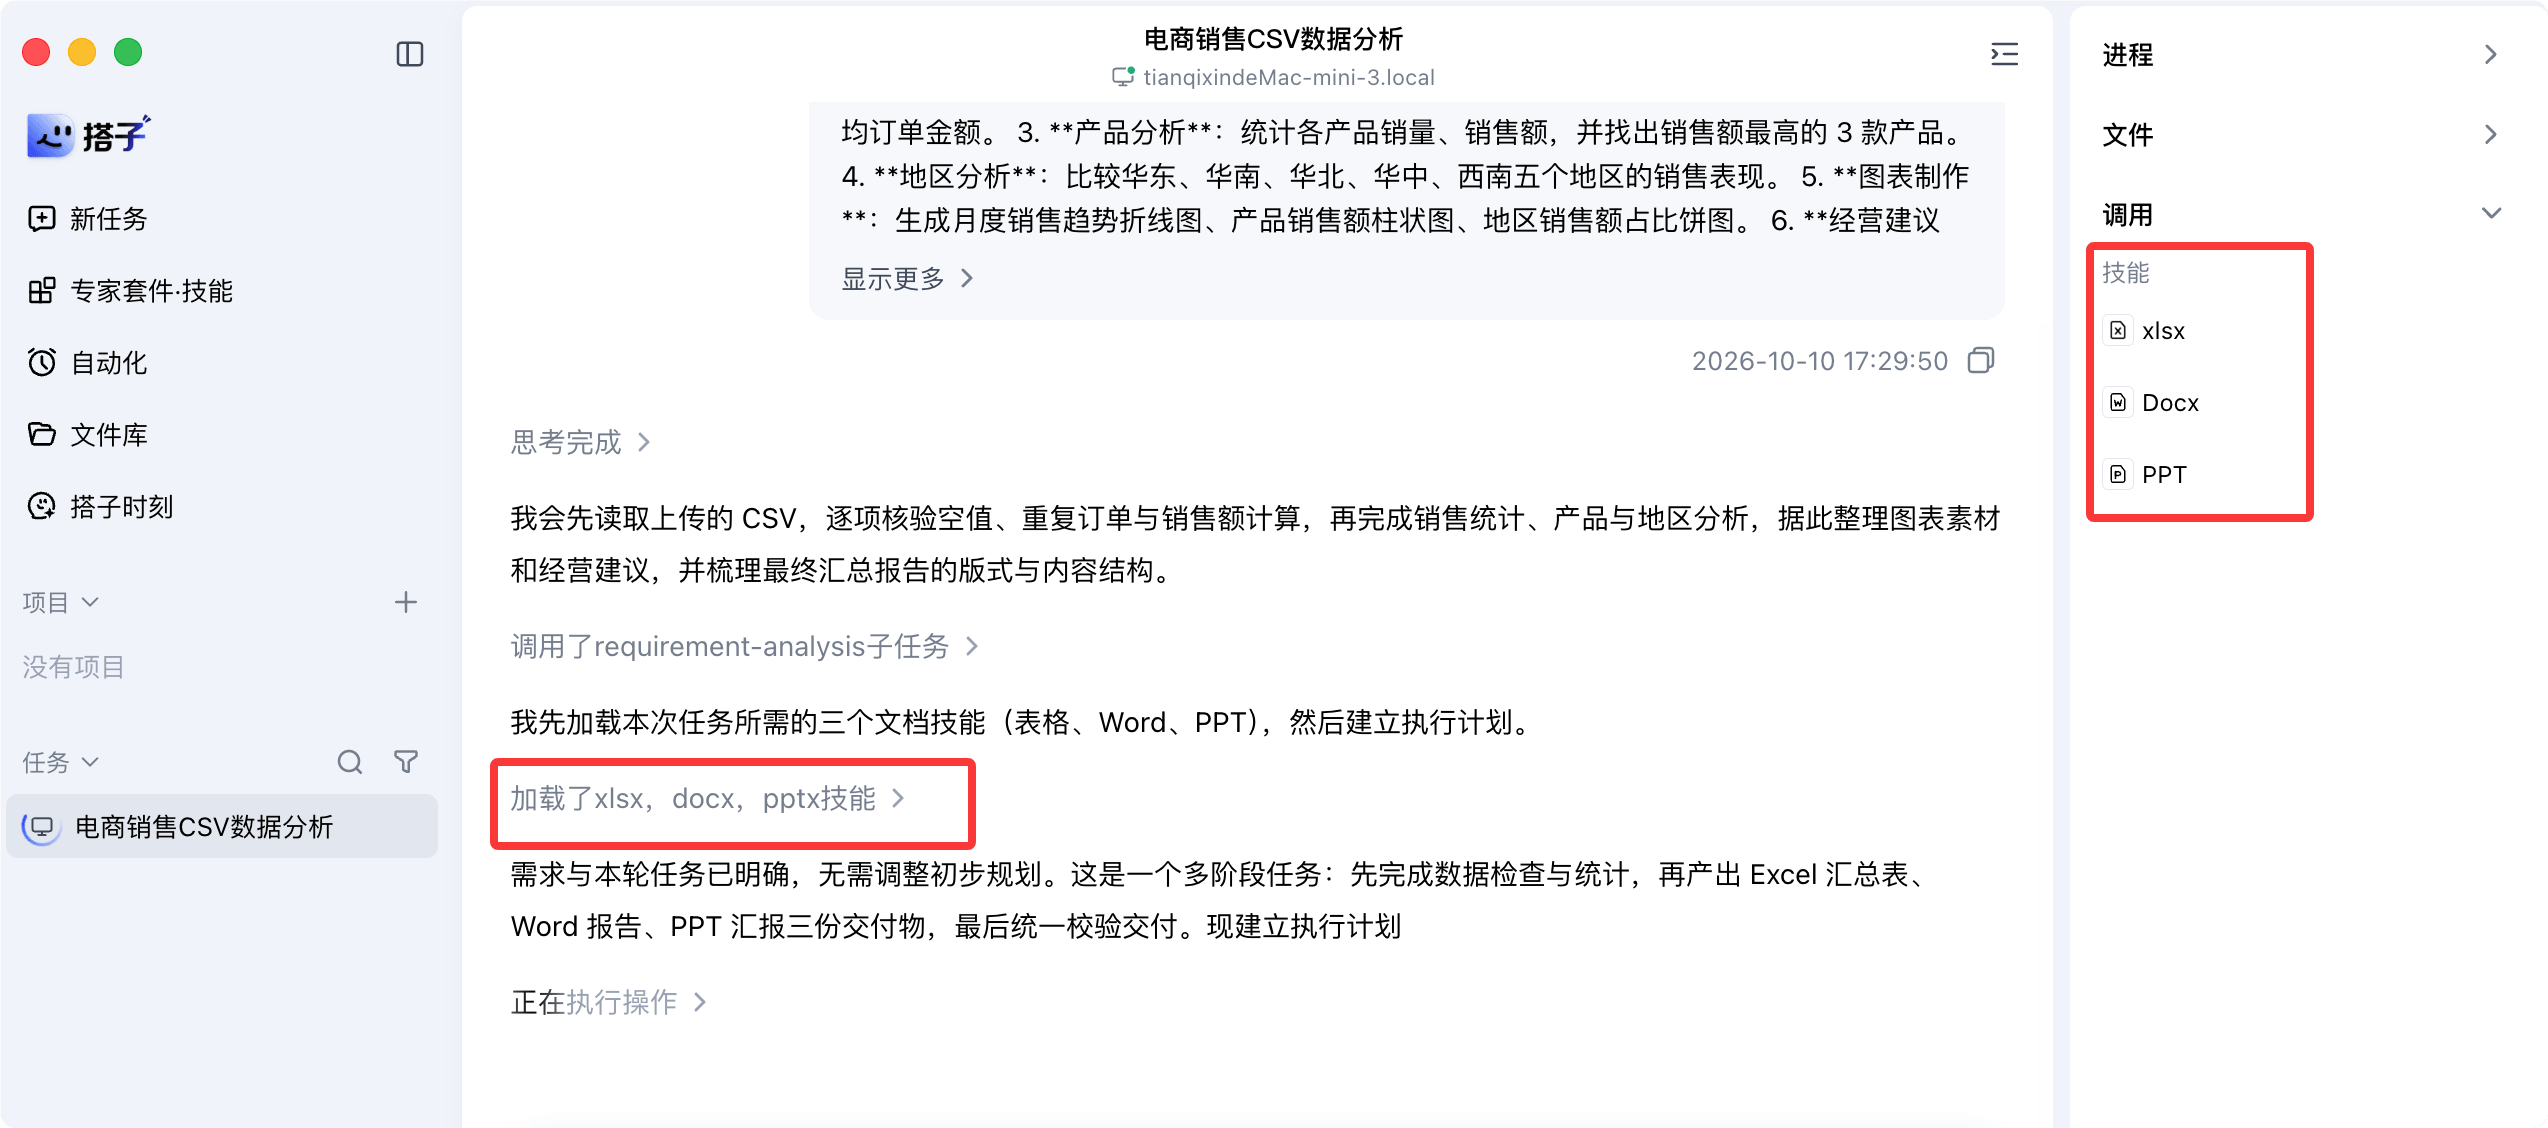 搭子
新任务
专家套件·技能
自动化
文件库
搭子时刻
项目
没有项目
任务
电商销售CSV数据分析
电商销售CSV数据分析
tianqixindeMac-mini-3.local
均订单金额。 3. **产品分析**：统计各产品销量、销售额，并找出销售额最高的 3 款产品。
4. **地区分析**：比较华东、华南、华北、华中、西南五个地区的销售表现。 5. **图表制作
**：生成月度销售趋势折线图、产品销售额柱状图、地区销售额占比饼图。 6. **经营建议
显示更多
2026-10-10 17:29:50
思考完成
我会先读取上传的 CSV，逐项核验空值、重复订单与销售额计算，再完成销售统计、产品与地区分析，据此整理图表素材
和经营建议，并梳理最终汇总报告的版式与内容结构。
调用了requirement-analysis子任务
我先加载本次任务所需的三个文档技能（表格、Word、PPT），然后建立执行计划。
加载了xlsx，docx，pptx技能
需求与本轮任务已明确，无需调整初步规划。这是一个多阶段任务：先完成数据检查与统计，再产出 Excel 汇总表、
Word 报告、PPT 汇报三份交付物，最后统一校验交付。现建立执行计划
正在执行操作
进程
文件
调用
技能
xlsx
Docx
PPT